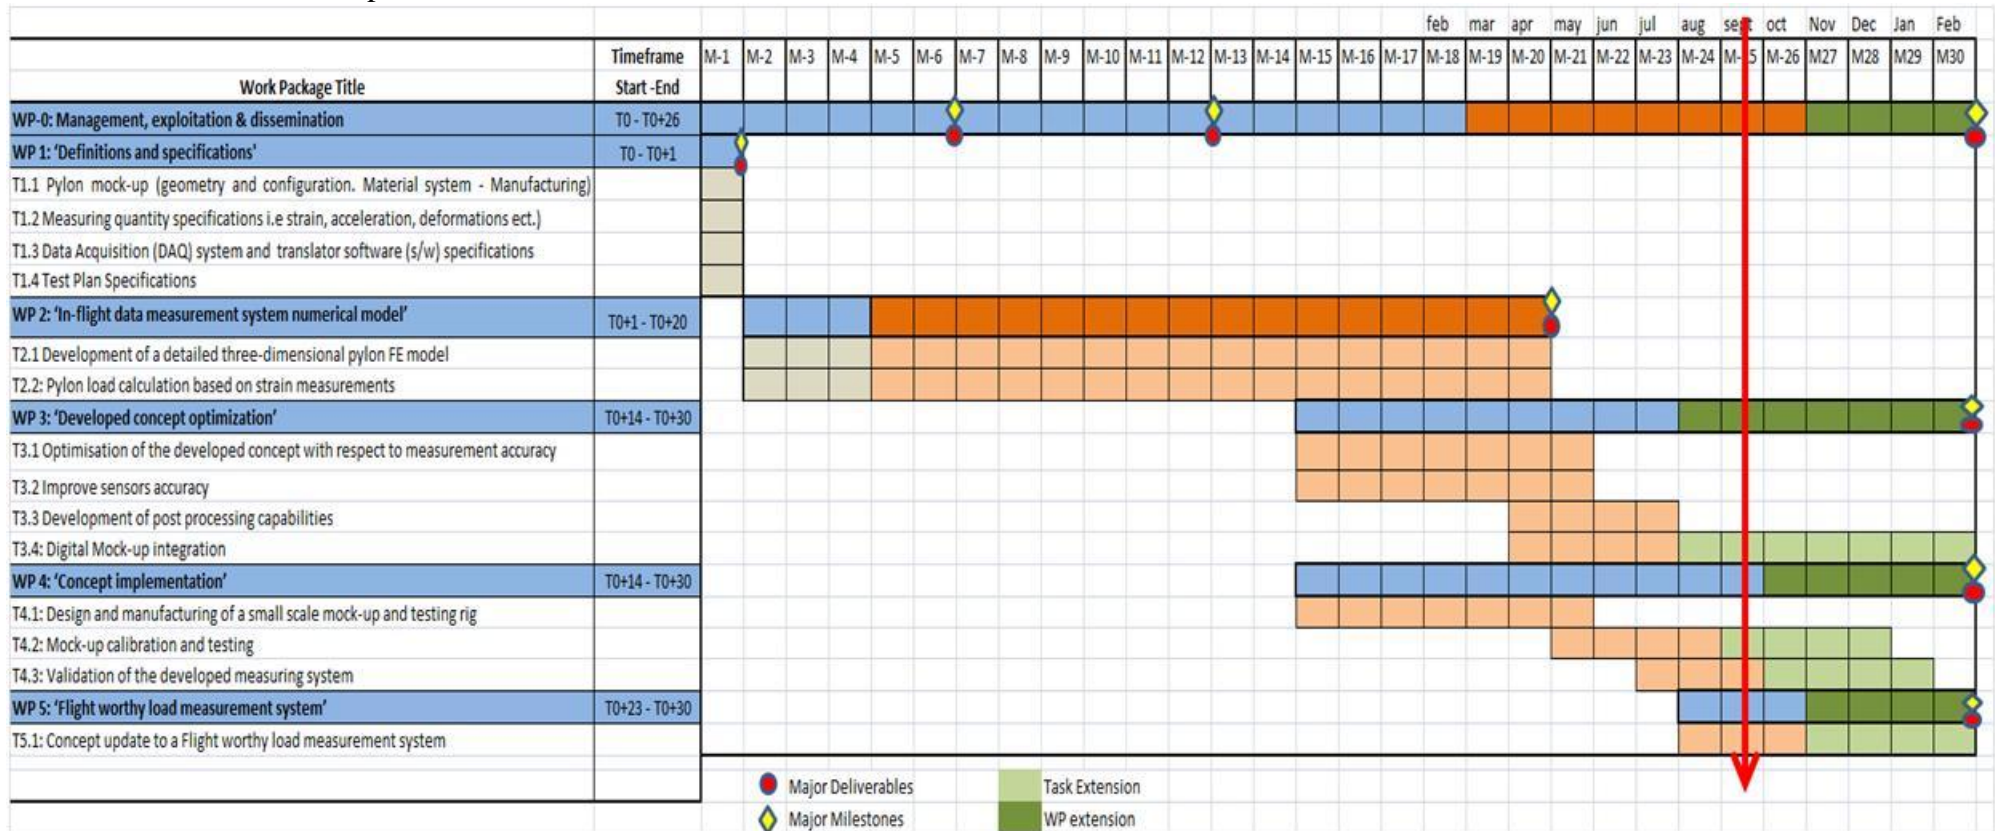 feb mar apr may jun jul aug sept oct Nov Dec Jan Feb
Timeframe M-1 M-2 M-3 M-4 M-5 M-6 M-7 M-8 M-9 M-10 M-11 M-12 M-13 M-14 M-15 M-16 M-17 M-18 M-19 M-20 M-21 M-22 M-23 M-24 M-25 M-26 M27 M28 M29 M30
Work Package Title Start -End
WP-0: Management, exploitation & dissemination T0 - T0+26
WP 1: 'Definitions and specifications' T0 - T0+1
T1.1 Pylon mock-up (geometry and configuration. Material system - Manufacturing)
T1.2 Measuring quantity specifications i.e strain, acceleration, deformations ect.)
T1.3 Data Acquisition (DAQ) system and translator software (s/w) specifications
T1.4 Test Plan Specifications
WP 2: 'In-flight data measurement system numerical model' T0+1 - T0+20
T2.1 Development of a detailed three-dimensional pylon FE model
T2.2: Pylon load calculation based on strain measurements
WP 3: 'Developed concept optimization' T0+14 - T0+30
T3.1 Optimisation of the developed concept with respect to measurement accuracy
T3.2 Improve sensors accuracy
T3.3 Development of post processing capabilities
T3.4: Digital Mock-up integration
WP 4: 'Concept implementation' T0+14 - T0+30
T4.1: Design and manufacturing of a small scale mock-up and testing rig
T4.2: Mock-up calibration and testing
T4.3: Validation of the developed measuring system
WP 5: 'Flight worthy load measurement system' T0+23 - T0+30
T5.1: Concept update to a Flight worthy load measurement system
Major Deliverables Task Extension
Major Milestones WP extension